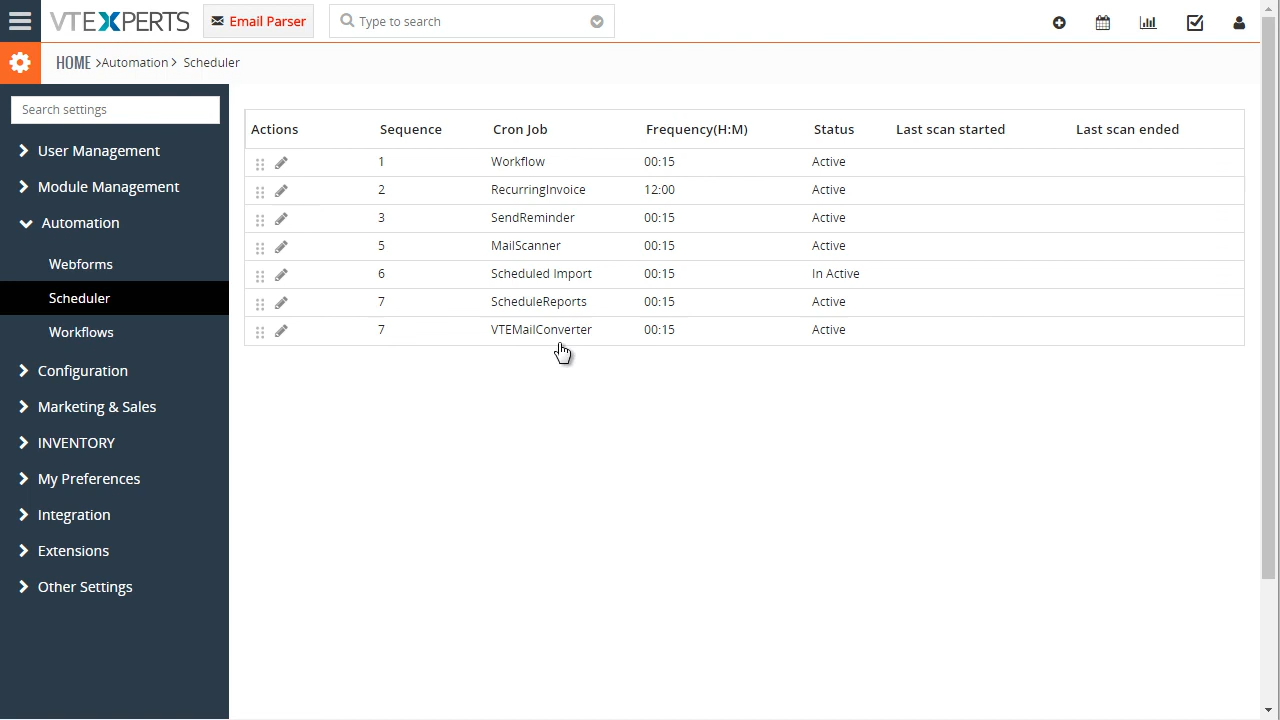 VTEXPERTS
Email Parser
Type to search
HOME >Automation> Scheduler
Search settings
User Management
Module Management
Automation
Webforms
Scheduler
Workflows
Configuration
Marketing & Sales
INVENTORY
My Preferences
Integration
Extensions
Other Settings
Actions Sequence Cron Job Frequency(H:M) Status Last scan started Last scan ended
1 Workflow 00:15 Active
2 RecurringInvoice 12:00 Active
3 SendReminder 00:15 Active
5 MailScanner 00:15 Active
6 Scheduled Import 00:15 In Active
7 ScheduleReports 00:15 Active
7 VTEMailConverter 00:15 Active